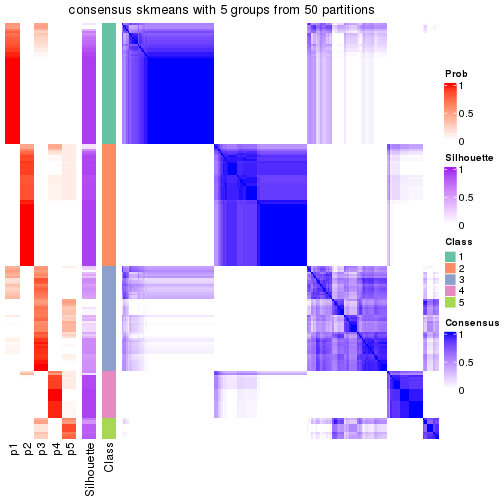 consensus skmeans with 5 groups from 50 partitions
Prob
1
0.5
0
Silhouette
1
0.5
0
Class
1
2
3
4
5
Consensus
1
0.5
0
p1
p2
p3
p4
p5
Silhouette
Class